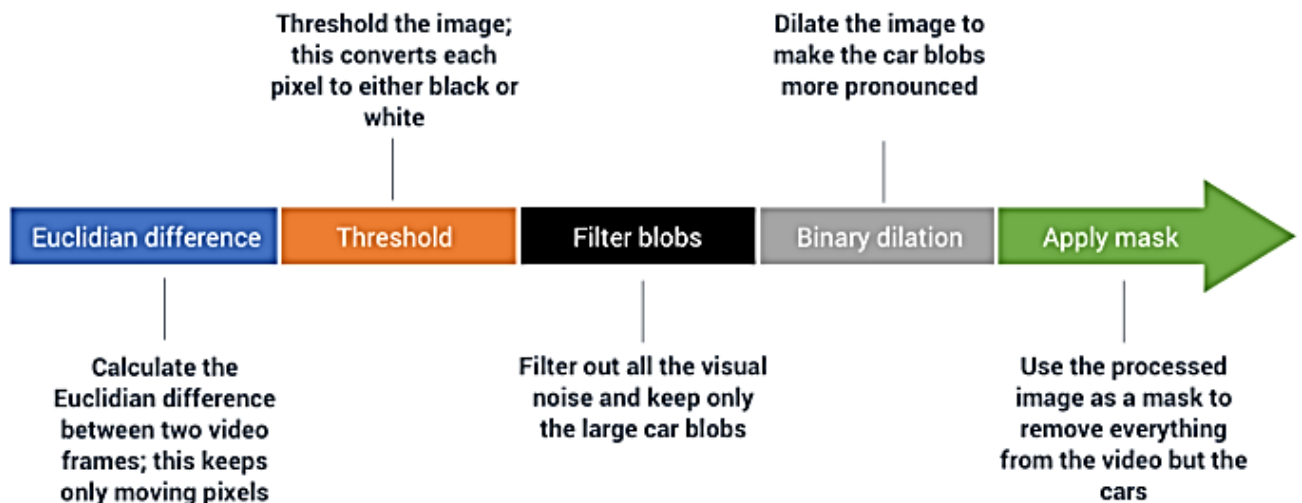 Threshold the image;
this converts each
pixel to either black or
white
Dilate the image to
make the car blobs
more pronounced
Euclidian difference
Threshold
Filter blobs
Binary dilation
Apply mask
Calculate the
Euclidian difference
between two video
frames; this keeps
only moving pixels
Filter out all the visual
noise and keep only
the large car blobs
Use the processed
image as a mask to
remove everything
from the video but the
cars